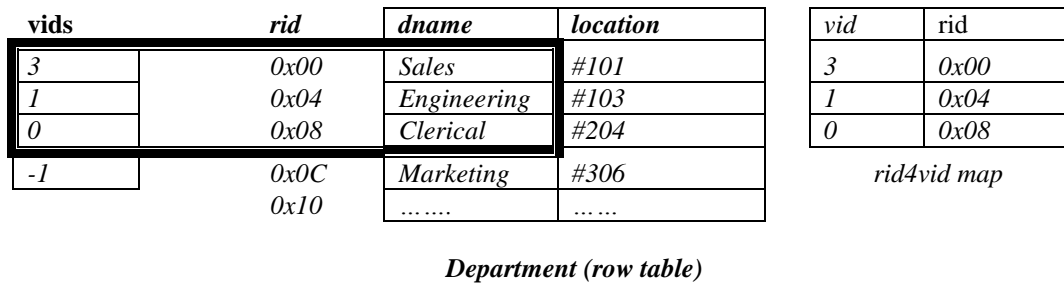 vids rid dname location vid rid
3 0x00 Sales #101 3 0x00
1 0x04 Engineering #103 1 0x04
0 0x08 Clerical #204 0 0x08
-1 0x0C Marketing #306 rid4vid map
0x10 ……. ……
Department (row table)